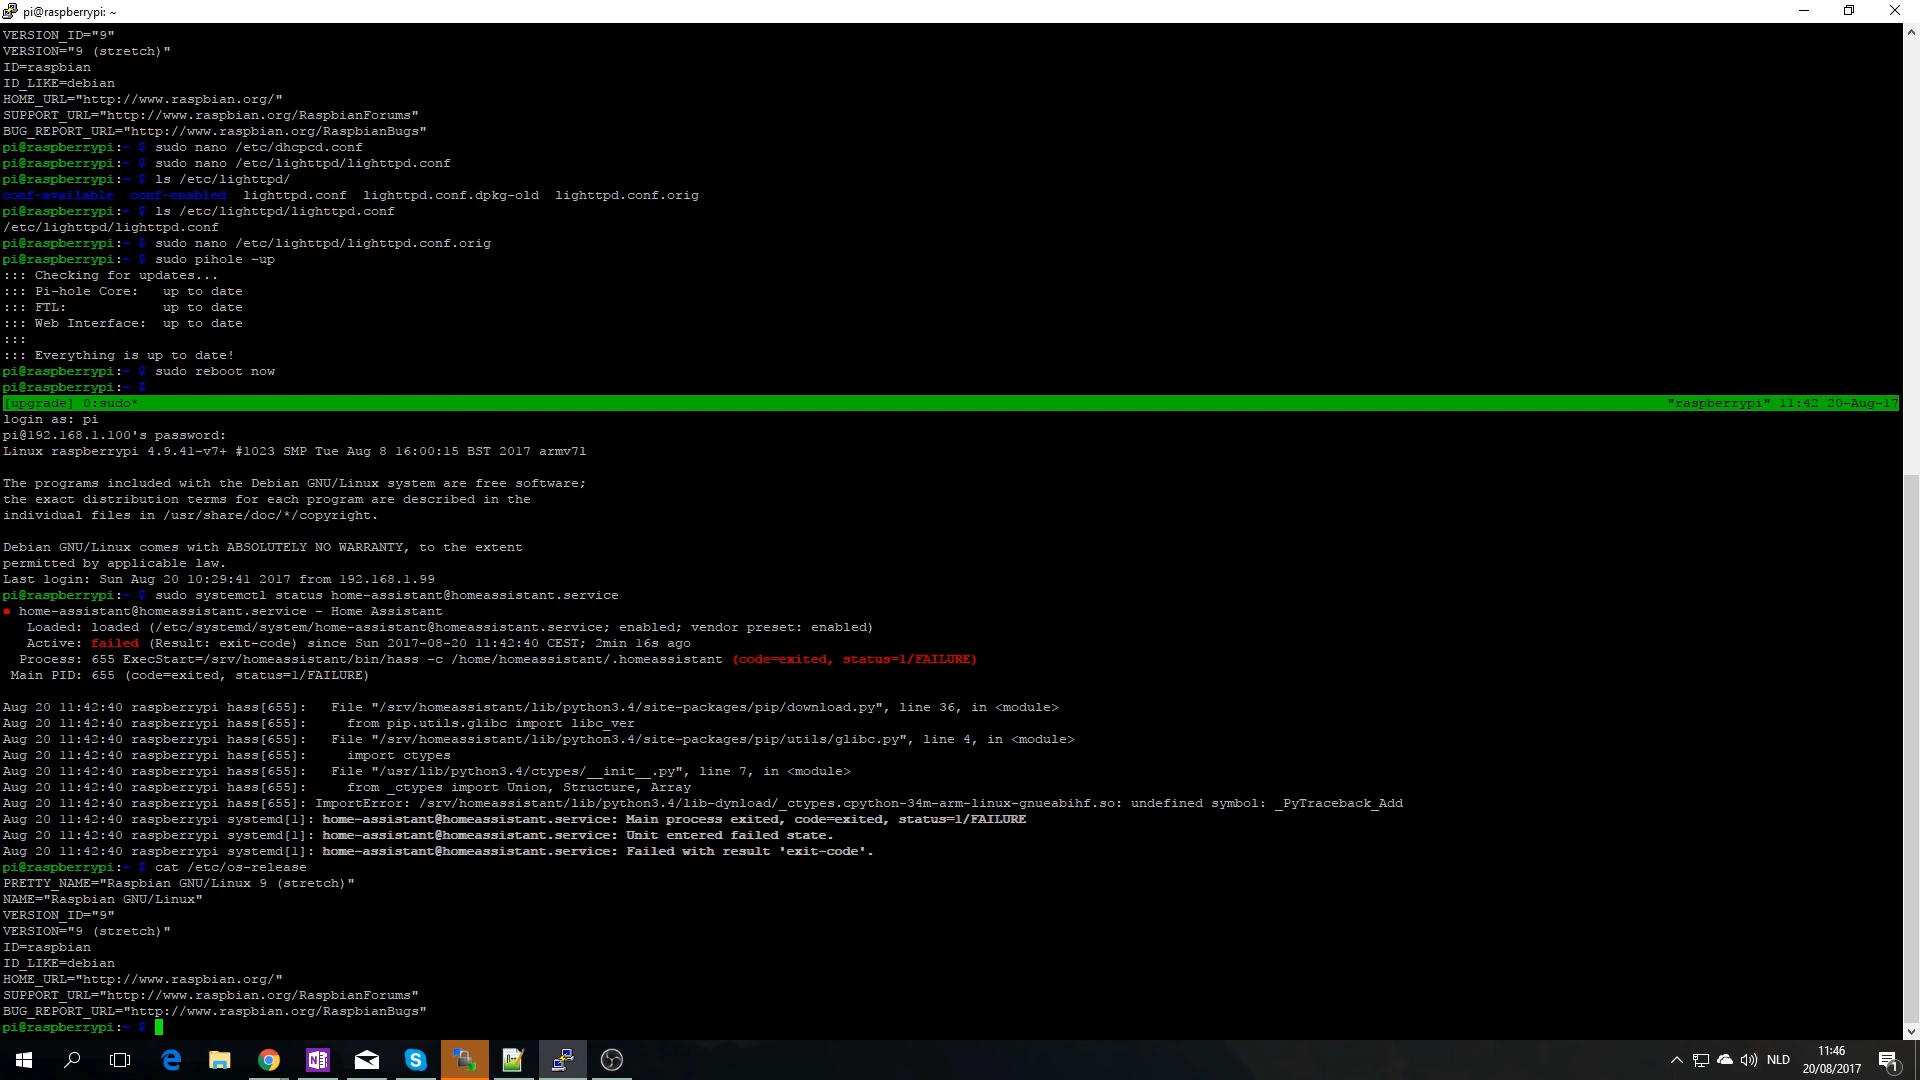 pi@raspberrypi: ~
VERSION_ID="9"
VERSION="9 (stretch)"
ID=raspbian
ID_LIKE=debian
HOME_URL="http://www.raspbian.org/"
SUPPORT_URL="http://www.raspbian.org/RaspbianForums"
BUG_REPORT_URL="http://www.raspbian.org/RaspbianBugs"
pi@raspberrypi:~ $ sudo nano /etc/dhcpcd.conf
pi@raspberrypi:~ $ sudo nano /etc/lighttpd/lighttpd.conf
pi@raspberrypi:~ $ ls /etc/lighttpd/
conf-available  conf-enabled  lighttpd.conf  lighttpd.conf.dpkg-old  lighttpd.conf.orig
pi@raspberrypi:~ $ ls /etc/lighttpd/lighttpd.conf
/etc/lighttpd/lighttpd.conf
pi@raspberrypi:~ $ sudo nano /etc/lighttpd/lighttpd.conf.orig
pi@raspberrypi:~ $ sudo pihole -up
::: Checking for updates...
::: Pi-hole Core:   up to date
::: FTL:            up to date
::: Web Interface:  up to date
:::
::: Everything is up to date!
pi@raspberrypi:~ $ sudo reboot now
pi@raspberrypi:~ $
[upgrade] 0:sudo* "raspberrypi" 11:42 20-Aug-17
login as: pi
pi@192.168.1.100's password:
Linux raspberrypi 4.9.41-v7+ #1023 SMP Tue Aug 8 16:00:15 BST 2017 armv7l
The programs included with the Debian GNU/Linux system are free software;
the exact distribution terms for each program are described in the
individual files in /usr/share/doc/*/copyright.
Debian GNU/Linux comes with ABSOLUTELY NO WARRANTY, to the extent
permitted by applicable law.
Last login: Sun Aug 20 10:29:41 2017 from 192.168.1.99
pi@raspberrypi:~ $ sudo systemctl status home-assistant@homeassistant.service
● home-assistant@homeassistant.service - Home Assistant
   Loaded: loaded (/etc/systemd/system/home-assistant@homeassistant.service; enabled; vendor preset: enabled)
   Active: failed (Result: exit-code) since Sun 2017-08-20 11:42:40 CEST; 2min 16s ago
  Process: 655 ExecStart=/srv/homeassistant/bin/hass -c /home/homeassistant/.homeassistant (code=exited, status=1/FAILURE)
 Main PID: 655 (code=exited, status=1/FAILURE)
Aug 20 11:42:40 raspberrypi hass[655]:   File "/srv/homeassistant/lib/python3.4/site-packages/pip/download.py", line 36, in <module>
Aug 20 11:42:40 raspberrypi hass[655]:     from pip.utils.glibc import libc_ver
Aug 20 11:42:40 raspberrypi hass[655]:   File "/srv/homeassistant/lib/python3.4/site-packages/pip/utils/glibc.py", line 4, in <module>
Aug 20 11:42:40 raspberrypi hass[655]:     import ctypes
Aug 20 11:42:40 raspberrypi hass[655]:   File "/usr/lib/python3.4/ctypes/__init__.py", line 7, in <module>
Aug 20 11:42:40 raspberrypi hass[655]:     from _ctypes import Union, Structure, Array
Aug 20 11:42:40 raspberrypi hass[655]: ImportError: /srv/homeassistant/lib/python3.4/lib-dynload/_ctypes.cpython-34m-arm-linux-gnueabihf.so: undefined symbol: _PyTraceback_Add
Aug 20 11:42:40 raspberrypi systemd[1]: home-assistant@homeassistant.service: Main process exited, code=exited, status=1/FAILURE
Aug 20 11:42:40 raspberrypi systemd[1]: home-assistant@homeassistant.service: Unit entered failed state.
Aug 20 11:42:40 raspberrypi systemd[1]: home-assistant@homeassistant.service: Failed with result 'exit-code'.
pi@raspberrypi:~ $ cat /etc/os-release
PRETTY_NAME="Raspbian GNU/Linux 9 (stretch)"
NAME="Raspbian GNU/Linux"
VERSION_ID="9"
VERSION="9 (stretch)"
ID=raspbian
ID_LIKE=debian
HOME_URL="http://www.raspbian.org/"
SUPPORT_URL="http://www.raspbian.org/RaspbianForums"
BUG_REPORT_URL="http://www.raspbian.org/RaspbianBugs"
pi@raspberrypi:~ $
NLD
11:46
20/08/2017
1